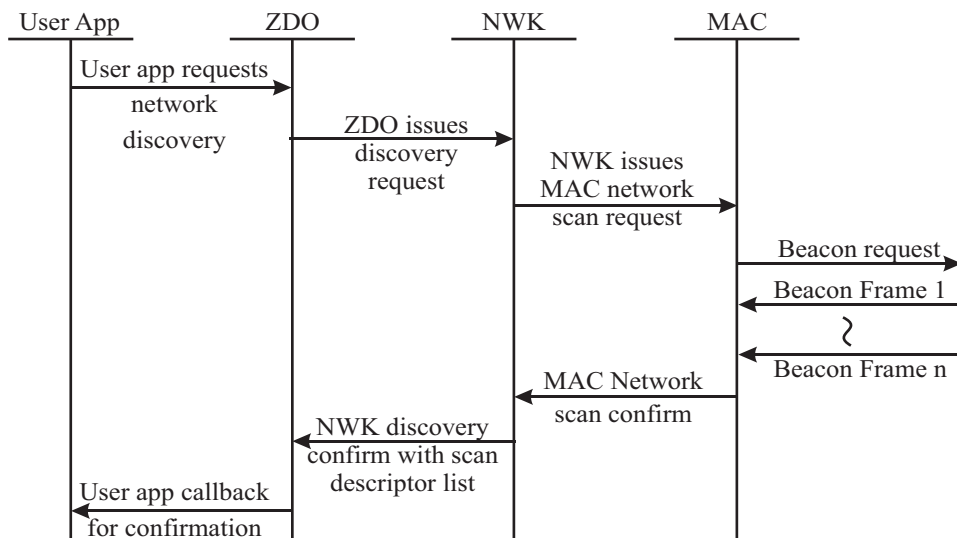 User App
ZDO
NWK
MAC
User app requests
network
discovery
ZDO issues
discovery
request
NWK issues
MAC network
scan request
Beacon request
Beacon Frame 1
Beacon Frame n
MAC Network
scan confirm
NWK discovery
confirm with scan
descriptor list
User app callback
for confirmation